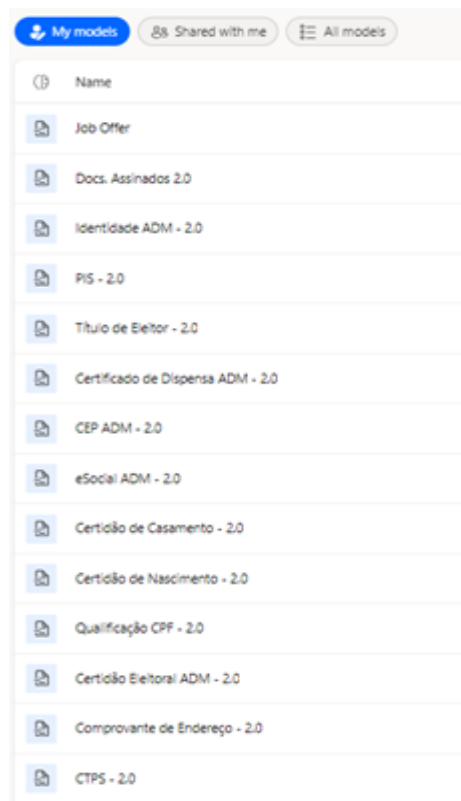 My models
Shared with me
All models
Name
Job Offer
Docs. Assinados 2.0
Identidade ADM - 2.0
PIS - 2.0
Título de Eleitor - 2.0
Certificado de Dispensa ADM - 2.0
CEP ADM - 2.0
eSocial ADM - 2.0
Certidão de Casamento - 2.0
Certidão de Nascimento - 2.0
Qualificação CPF - 2.0
Certidão Eleitoral ADM - 2.0
Comprovante de Endereço - 2.0
CTPS - 2.0